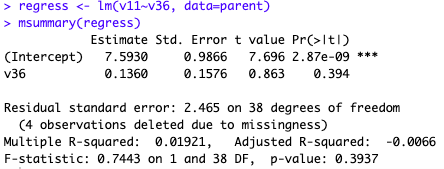 > regress <- lm(v11~v36, data=parent)
> msummary(regress)
Estimate Std. Error t value Pr(>|t|)
(Intercept) 7.5930 0.9866 7.696 2.87e-09 ***
v36 0.1360 0.1576 0.863 0.394
Residual standard error: 2.465 on 38 degrees of freedom
(4 observations deleted due to missingness)
Multiple R-squared: 0.01921, Adjusted R-squared: -0.0066
F-statistic: 0.7443 on 1 and 38 DF, p-value: 0.3937